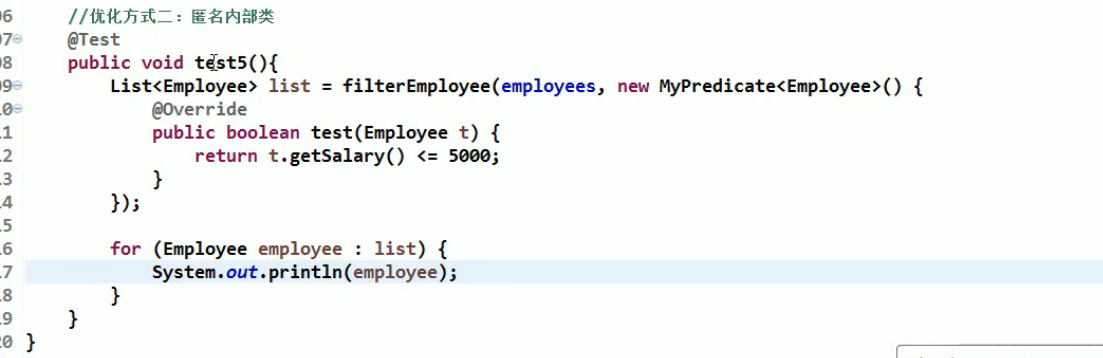 06 //优化方式二：匿名内部类
07 @Test
08 public void test5(){
09 List<Employee> list = filterEmployee(employees, new MyPredicate<Employee>() {
10 @Override
11 public boolean test(Employee t) {
12 return t.getSalary() <= 5000;
13 }
14 });
15
16 for (Employee employee : list) {
17 System.out.println(employee);
18 }
19 }
20 }